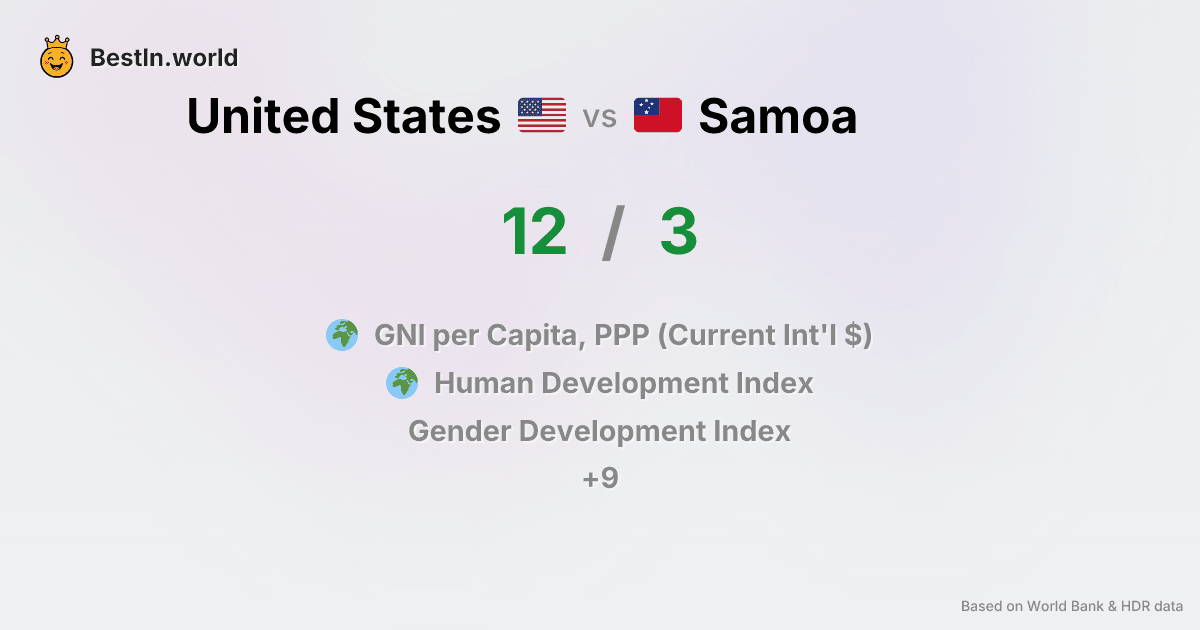 BestIn.world
United States vs Samoa
12 / 3
GNI per Capita, PPP (Current Int'l $)
Human Development Index
Gender Development Index
+9
Based on World Bank & HDR data